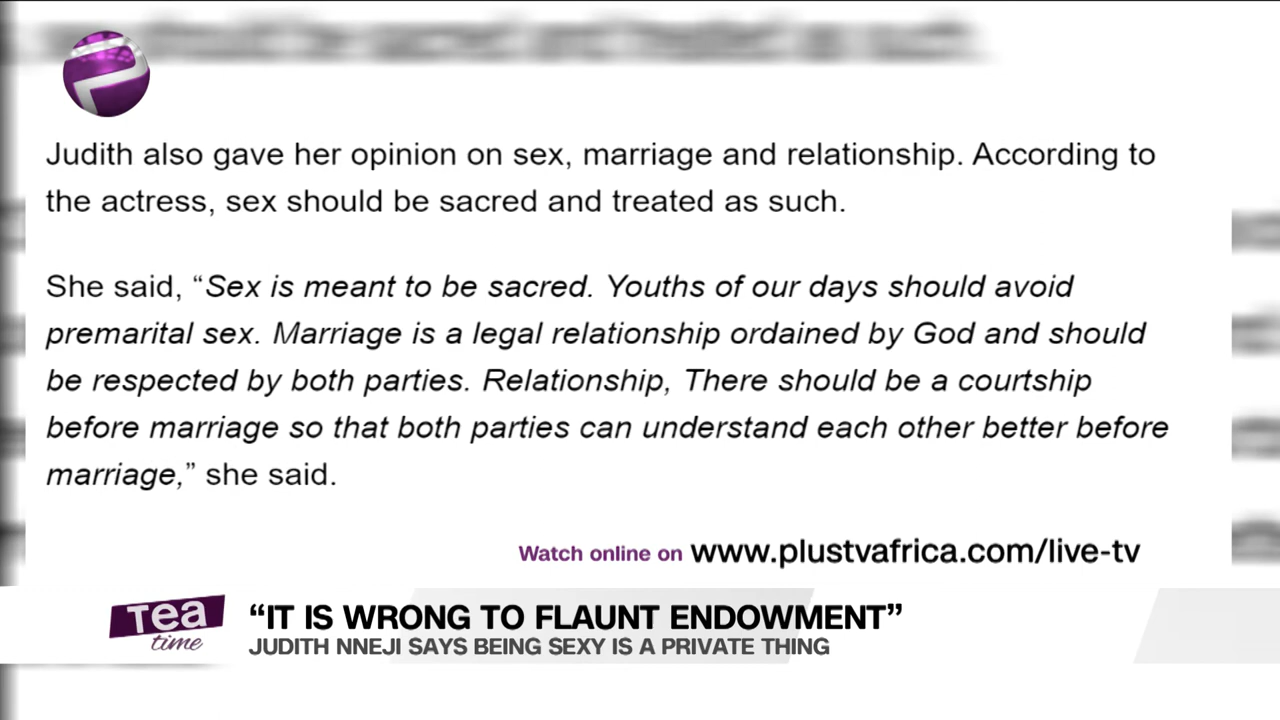 Judith also gave her opinion on sex, marriage and relationship. According to
the actress, sex should be sacred and treated as such.
She said, “Sex is meant to be sacred. Youths of our days should avoid
premarital sex. Marriage is a legal relationship ordained by God and should
be respected by both parties. Relationship, There should be a courtship
before marriage so that both parties can understand each other better before
marriage,” she said.
Watch online on www.plustvafrica.com/live-tv
Tea
time
“IT IS WRONG TO FLAUNT ENDOWMENT”
JUDITH NNEJI SAYS BEING SEXY IS A PRIVATE THING